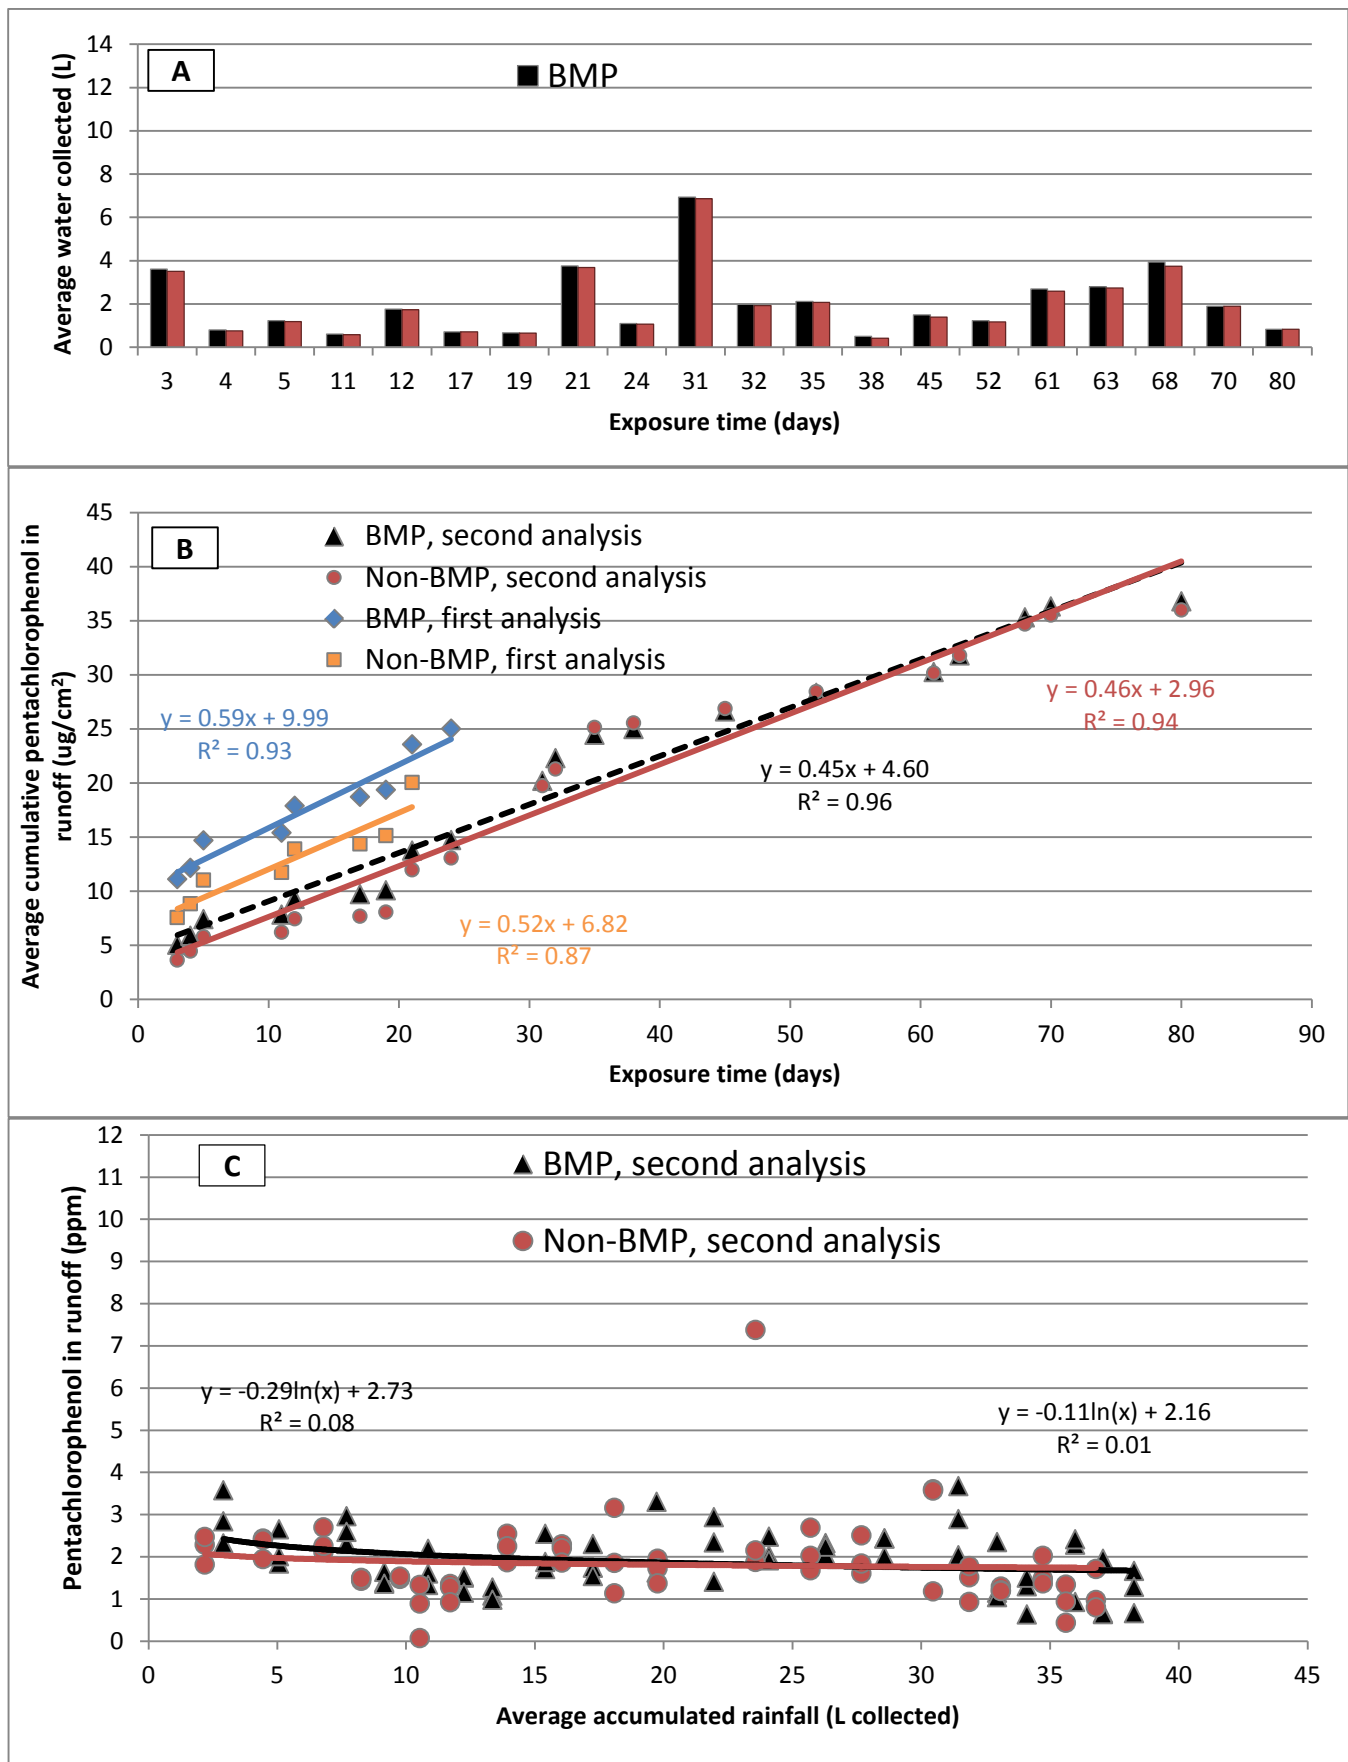 A
BMP
Average water collected (L)
14
12
10
8
6
4
2
0
3 4 5 11 12 17 19 21 24 31 32 35 38 45 52 61 63 68 70 80
Exposure time (days)
B
BMP, second analysis
Non-BMP, second analysis
BMP, first analysis
Non-BMP, first analysis
Average cumulative pentachlorophenol in
runoff (ug/cm²)
45
40
35
30
25
20
15
10
5
0
y = 0.59x + 9.99
R² = 0.93
y = 0.46x + 2.96
R² = 0.94
y = 0.45x + 4.60
R² = 0.96
y = 0.52x + 6.82
R² = 0.87
0 10 20 30 40 50 60 70 80 90
Exposure time (days)
C
BMP, second analysis
Non-BMP, second analysis
Pentachlorophenol in runoff (ppm)
12
11
10
9
8
7
6
5
4
3
2
1
0
y = -0.29ln(x) + 2.73
R² = 0.08
y = -0.11ln(x) + 2.16
R² = 0.01
0 5 10 15 20 25 30 35 40 45
Average accumulated rainfall (L collected)